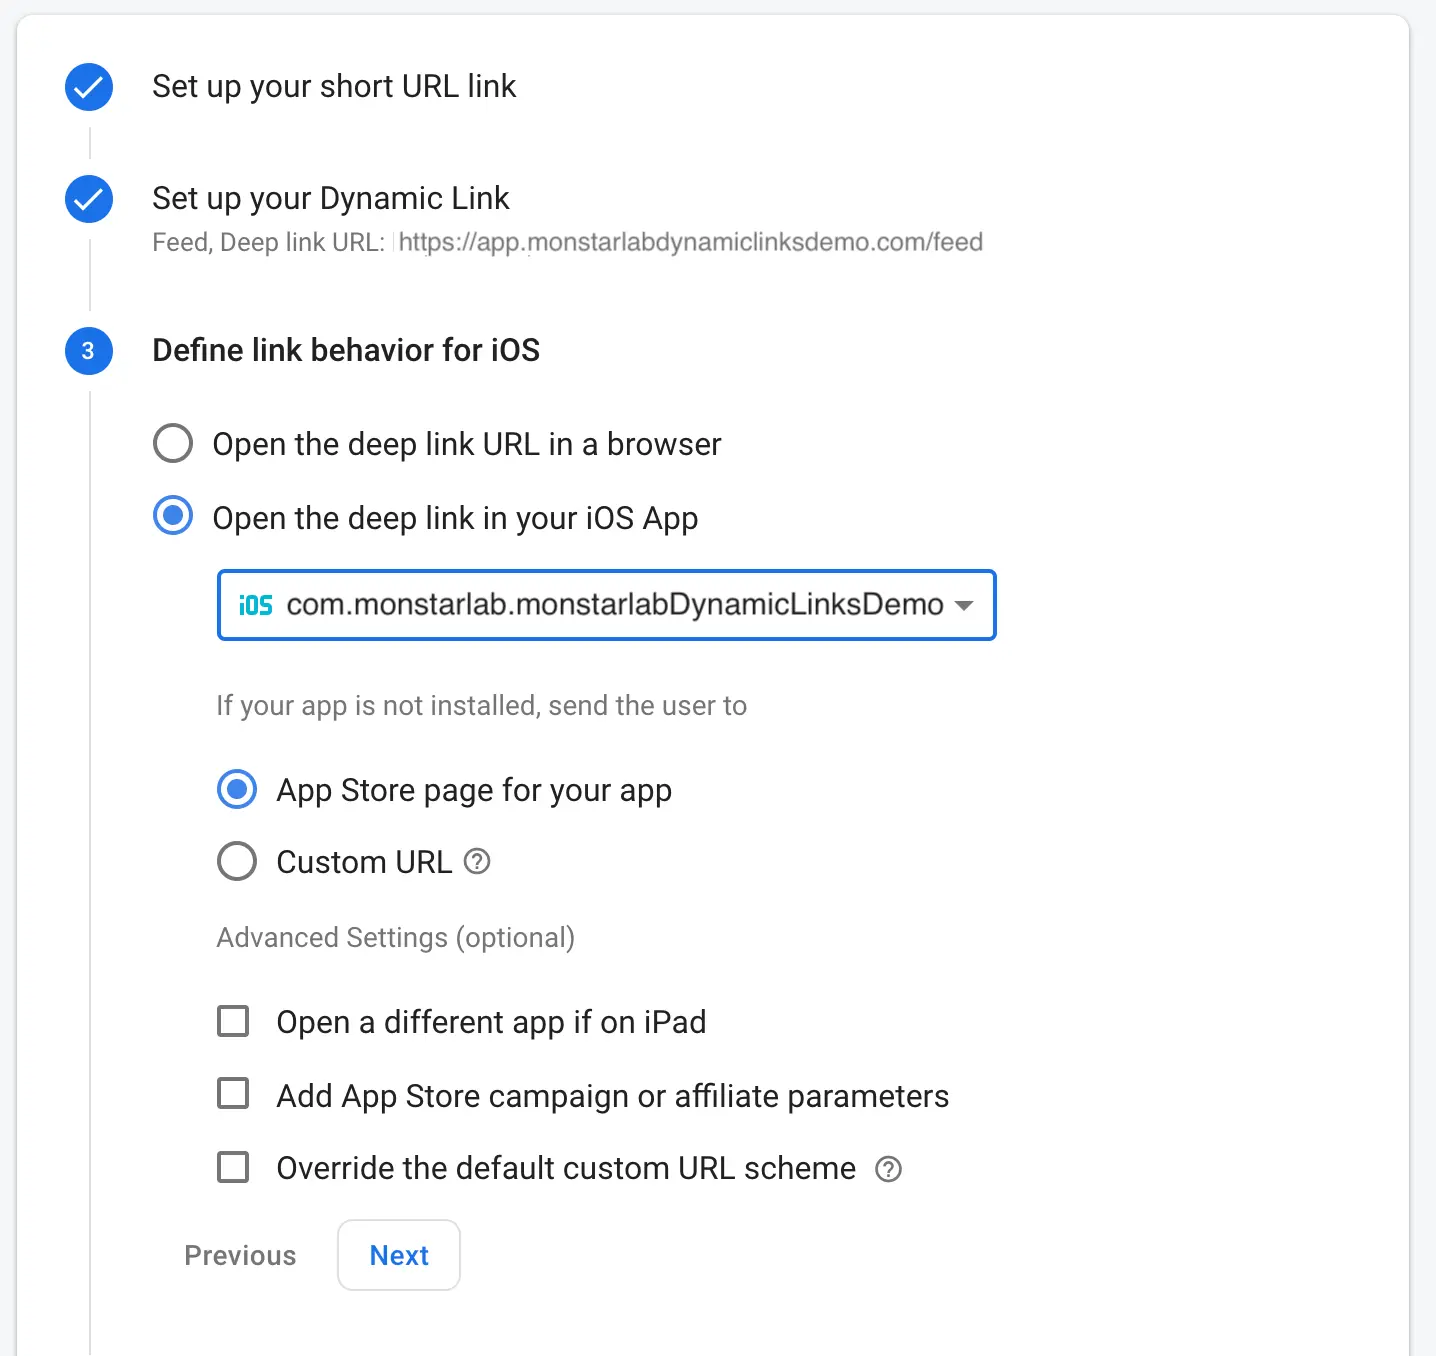 Set up your short URL link
Set up your Dynamic Link
Feed, Deep link URL: https://app.monstarlabdynamiclinksdemo.com/feed
3 Define link behavior for iOS
Open the deep link URL in a browser
Open the deep link in your iOS App
iOS com.monstarlab.monstarlabDynamicLinksDemo
If your app is not installed, send the user to
App Store page for your app
Custom URL ?
Advanced Settings (optional)
Open a different app if on iPad
Add App Store campaign or affiliate parameters
Override the default custom URL scheme ?
Previous Next